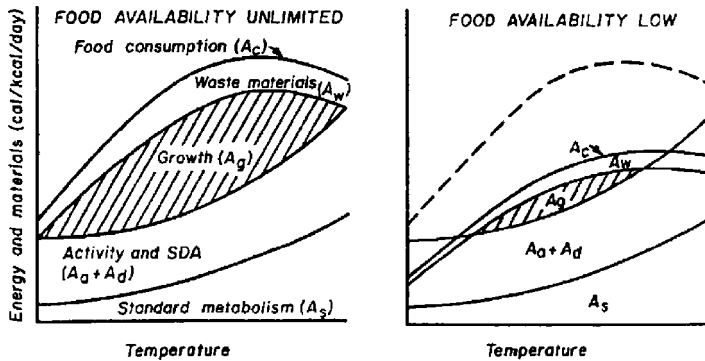 FOOD AVAILABILITY UNLIMITED
Food consumption (Ac)
Waste materials (Aw)
Growth (Ag)
Activity and SDA
(Aa + Ad)
Standard metabolism (As)
Energy and materials (cal/kcal/day)
Temperature
FOOD AVAILABILITY LOW
Ac
Aw
Ag
Aa + Ad
As
Temperature